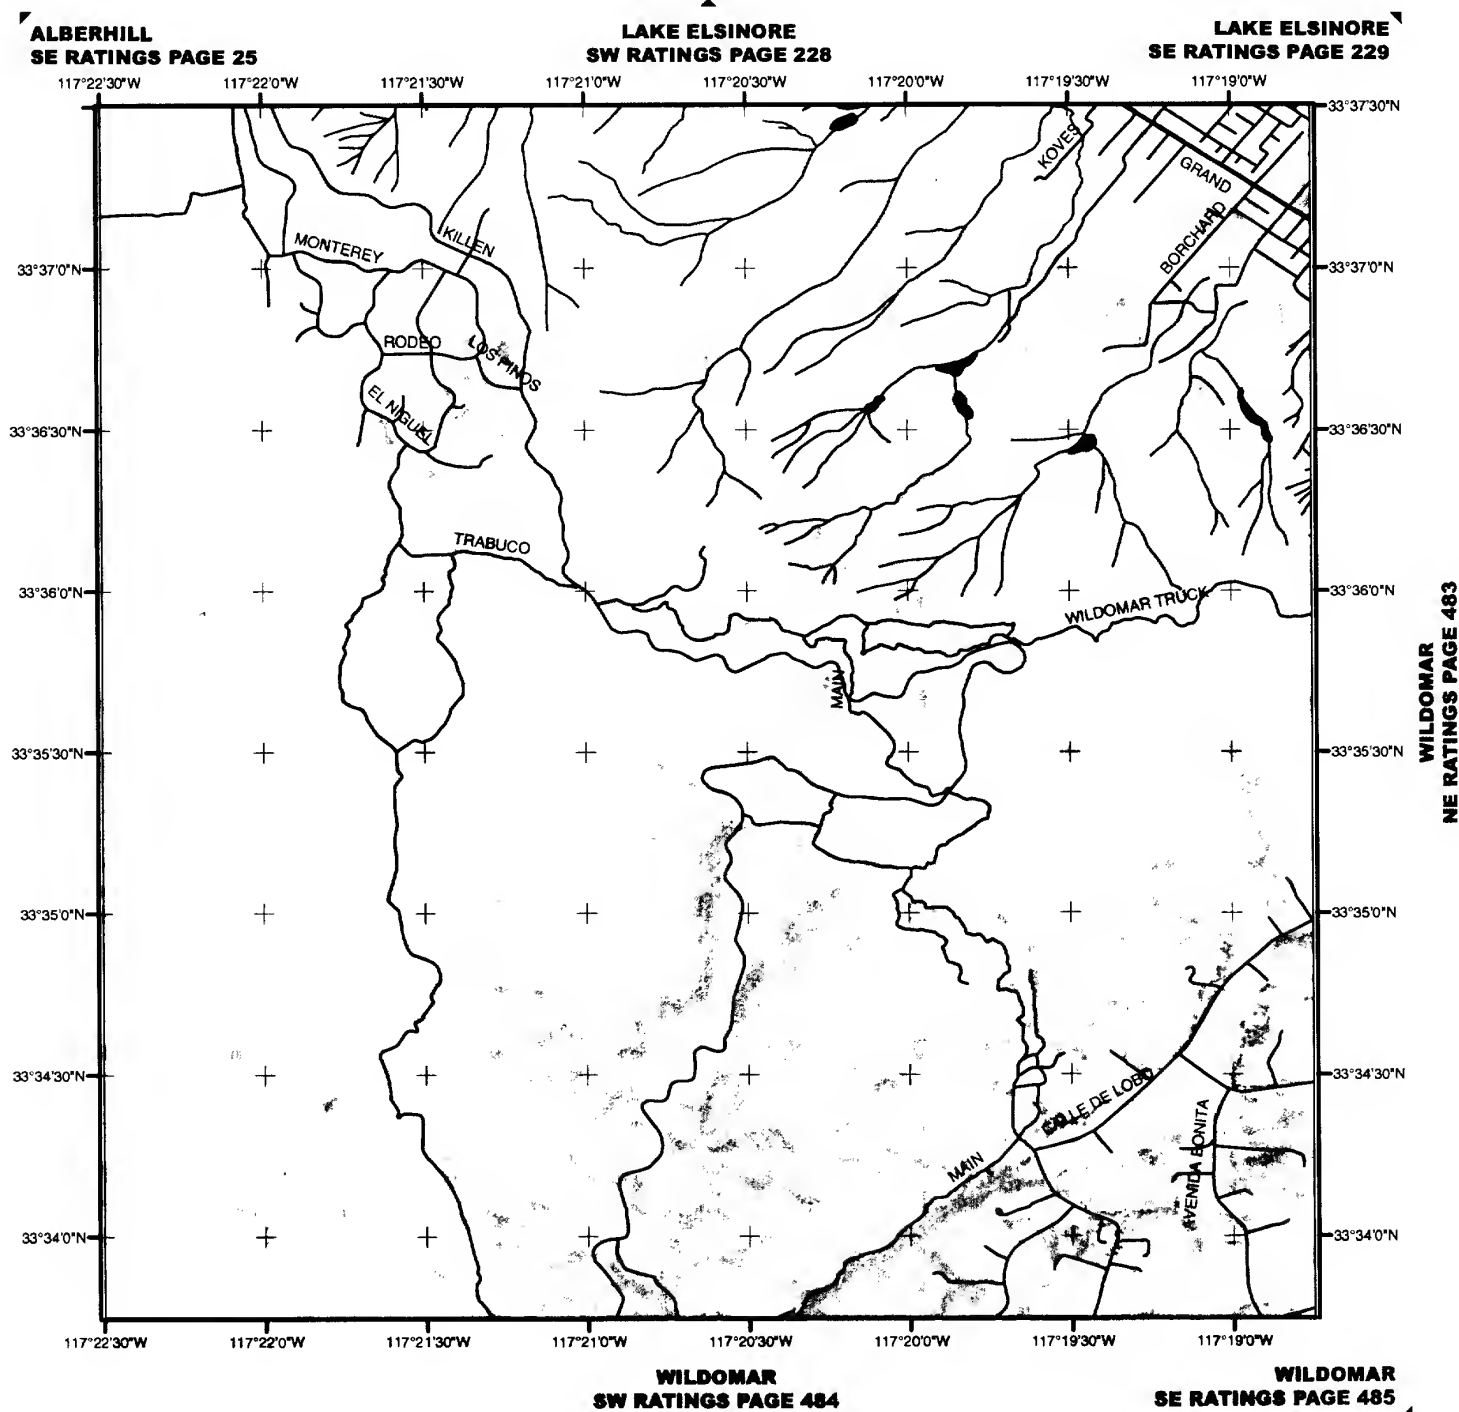 ALBERHILL
SE RATINGS PAGE 25
LAKE ELSINORE
SW RATINGS PAGE 228
LAKE ELSINORE
SE RATINGS PAGE 229
117°22'30"W
117°22'0"W
117°21'30"W
117°21'0"W
117°20'30"W
117°20'0"W
117°19'30"W
117°19'0"W
33°37'30"N
KOVES
GRAND
BORCHARD
KILLEN
MONTEREY
33°37'0"N
33°37'0"N
RODEO
LOS PINOS
EL NIGUEL
33°36'30"N
33°36'30"N
TRABUCO
33°36'0"N
33°36'0"N
WILDOMAR TRUCK
WILDOMAR
NE RATINGS PAGE 483
MAIN
33°35'30"N
33°35'30"N
33°35'0"N
33°35'0"N
33°34'30"N
33°34'30"N
CALLE DE LOBO
AVENIDA BONITA
MAIN
33°34'0"N
33°34'0"N
117°22'30"W
117°22'0"W
117°21'30"W
117°21'0"W
117°20'30"W
117°20'0"W
117°19'30"W
117°19'0"W
WILDOMAR
SW RATINGS PAGE 484
WILDOMAR
SE RATINGS PAGE 485